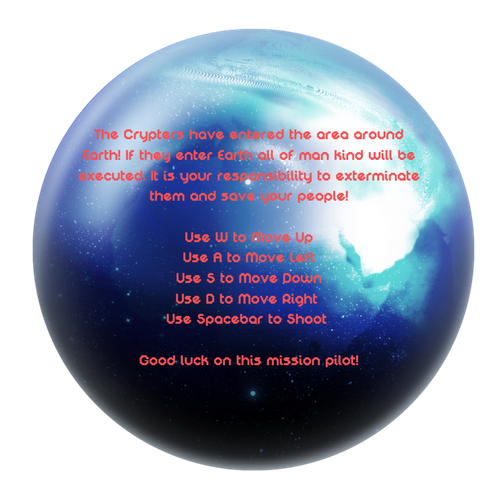 The Crypters have entered the area around
Earth! If they enter Earth all of man kind will be
executed. It is your responsibility to exterminate
them and save your people!
Use W to Move Up
Use A to Move Left
Use S to Move Down
Use D to Move Right
Use Spacebar to Shoot
Good luck on this mission pilot!